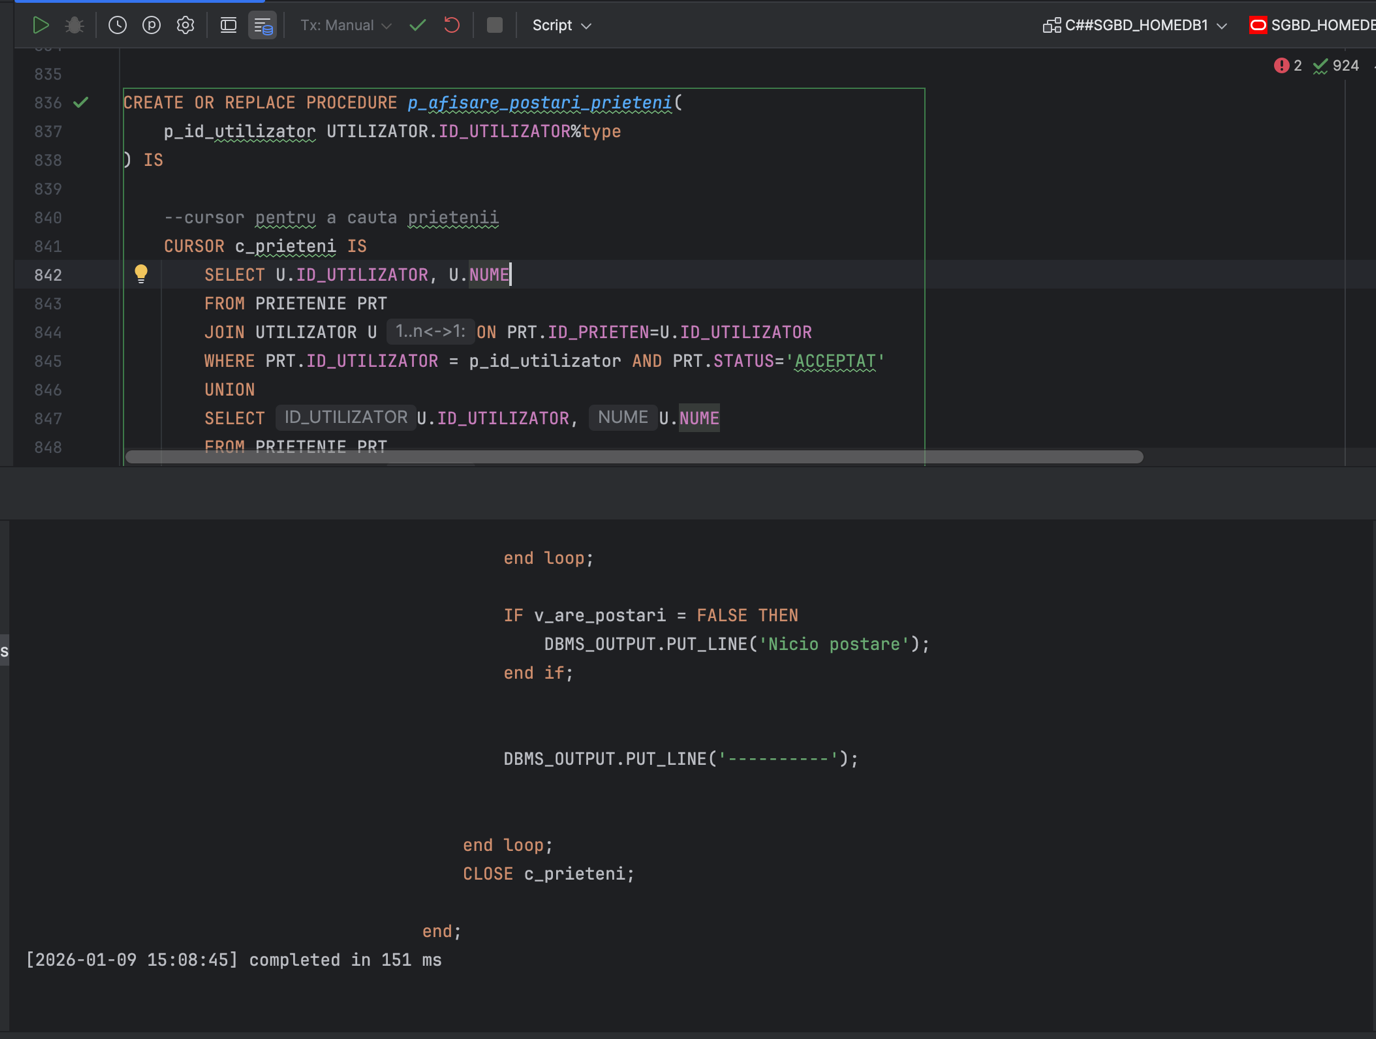 Tx: Manual
Script
C##SGBD_HOMEDB1
SGBD_HOMEDE
2
924
835
836 CREATE OR REPLACE PROCEDURE p_afisare_postari_prieteni(
837 p_id_utilizator UTILIZATOR.ID_UTILIZATOR%type
838 ) IS
839
840 --cursor pentru a cauta prietenii
841 CURSOR c_prieteni IS
842 SELECT U.ID_UTILIZATOR, U.NUME
843 FROM PRIETENIE PRT
844 JOIN UTILIZATOR U 1..n<->1: ON PRT.ID_PRIETEN=U.ID_UTILIZATOR
845 WHERE PRT.ID_UTILIZATOR = p_id_utilizator AND PRT.STATUS='ACCEPTAT'
846 UNION
847 SELECT ID_UTILIZATOR U.ID_UTILIZATOR, NUME U.NUME
848 FROM PRIETENIE PRT
end loop;
IF v_are_postari = FALSE THEN
DBMS_OUTPUT.PUT_LINE('Nicio postare');
end if;
s
DBMS_OUTPUT.PUT_LINE('----------');
end loop;
CLOSE c_prieteni;
end;
[2026-01-09 15:08:45] completed in 151 ms